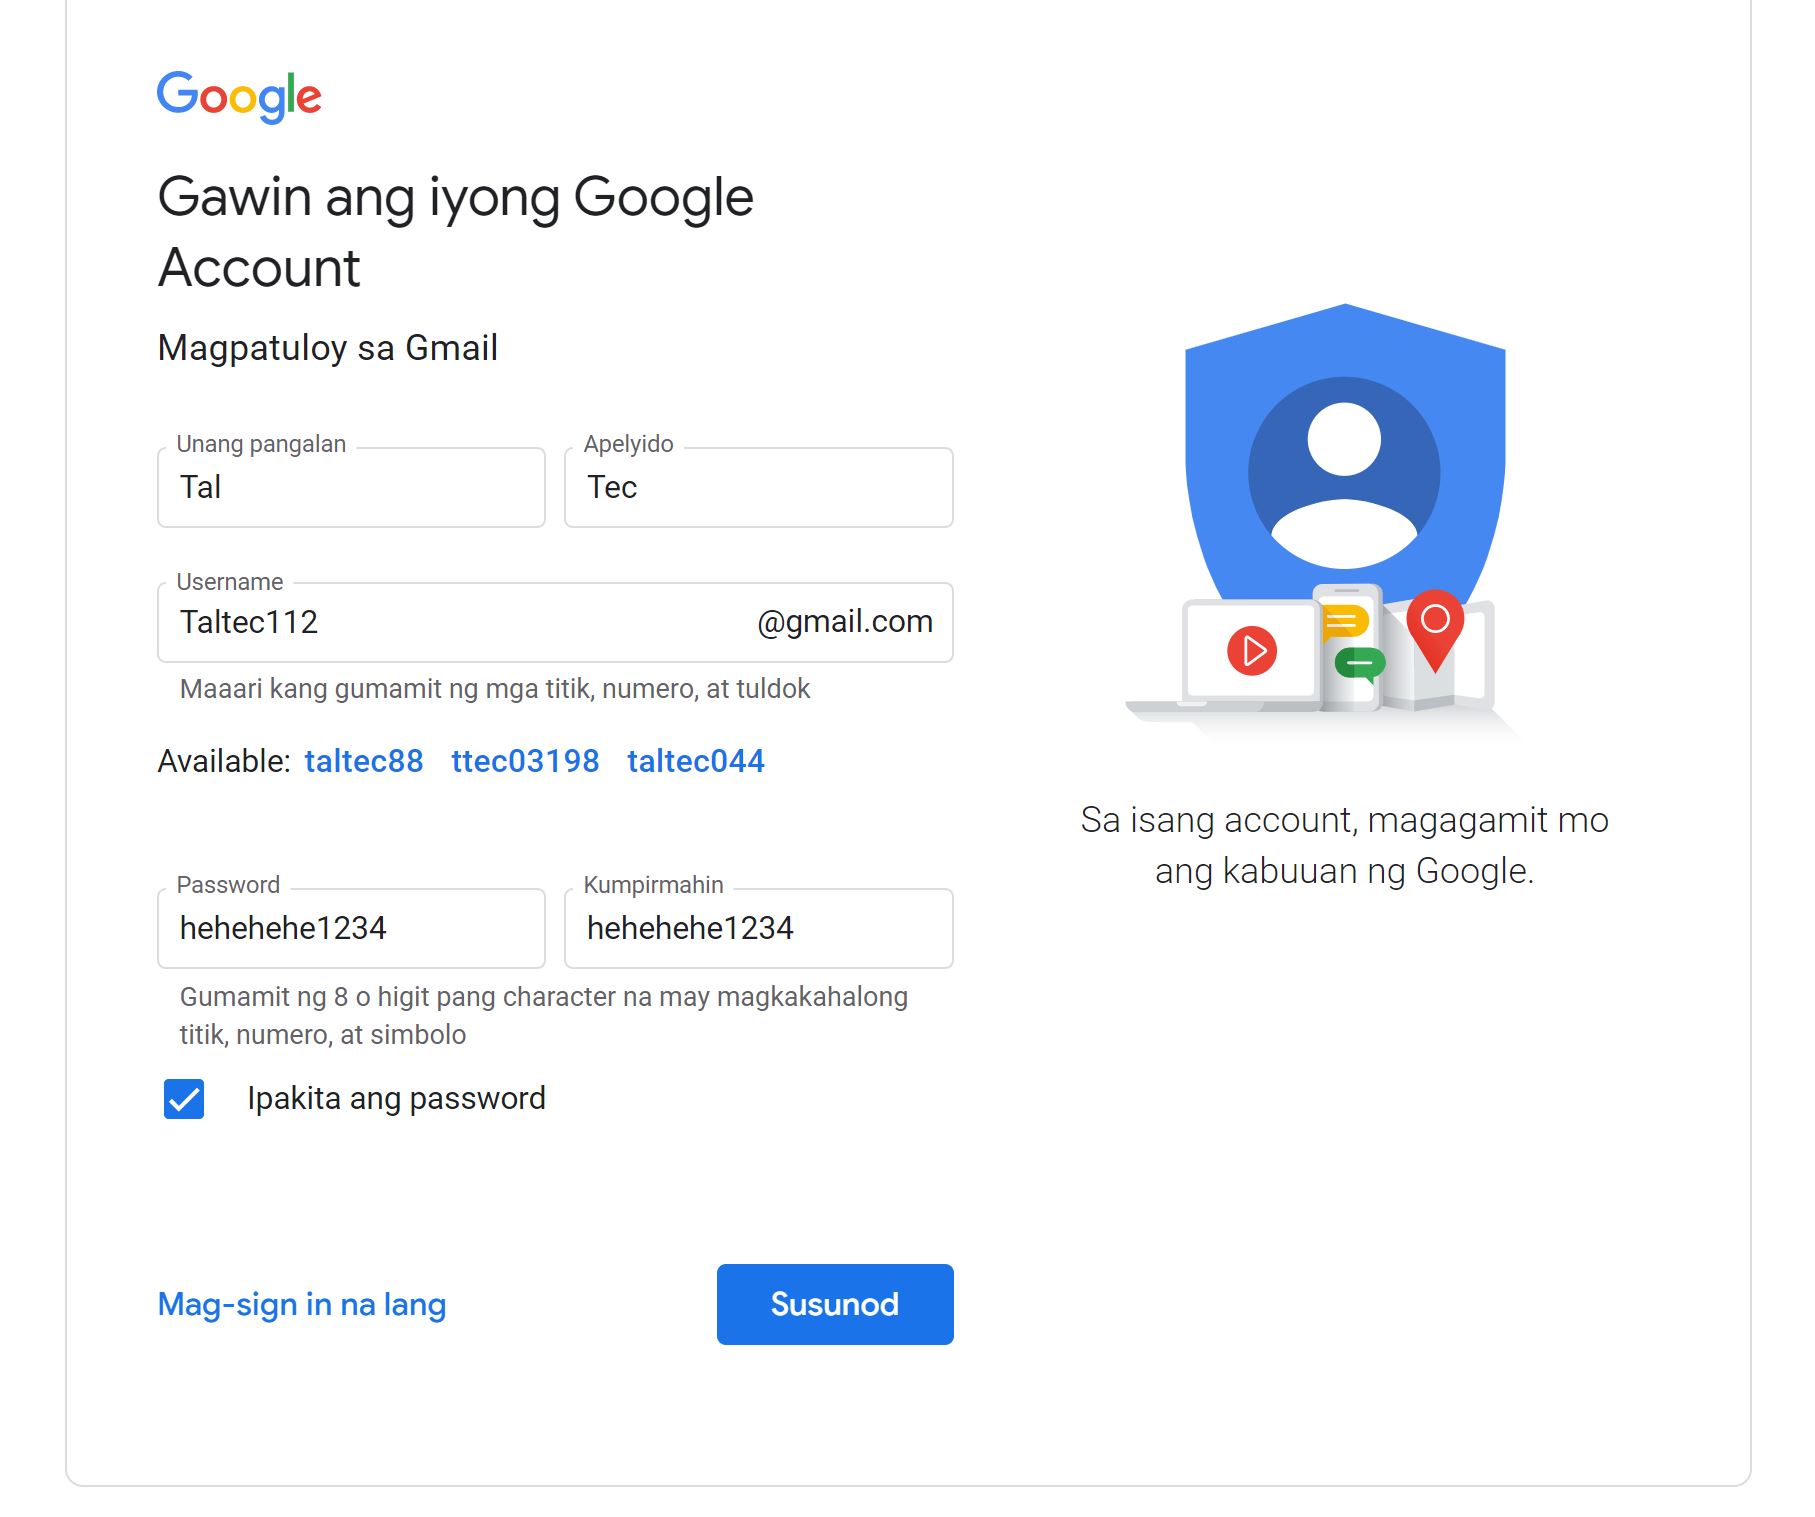 Google
Gawin ang iyong Google
Account
Magpatuloy sa Gmail
Unang pangalan
Tal
Apelyido
Tec
Username
Taltec112
@gmail.com
Maaari kang gumamit ng mga titik, numero, at tuldok
Available: taltec88 ttec03198 taltec044
Password
hehehehe1234
Kumpirmahin
hehehehe1234
Gumamit ng 8 o higit pang character na may magkakahalong
titik, numero, at simbolo
Ipakita ang password
Mag-sign in na lang
Susunod
Sa isang account, magagamit mo
ang kabuuan ng Google.